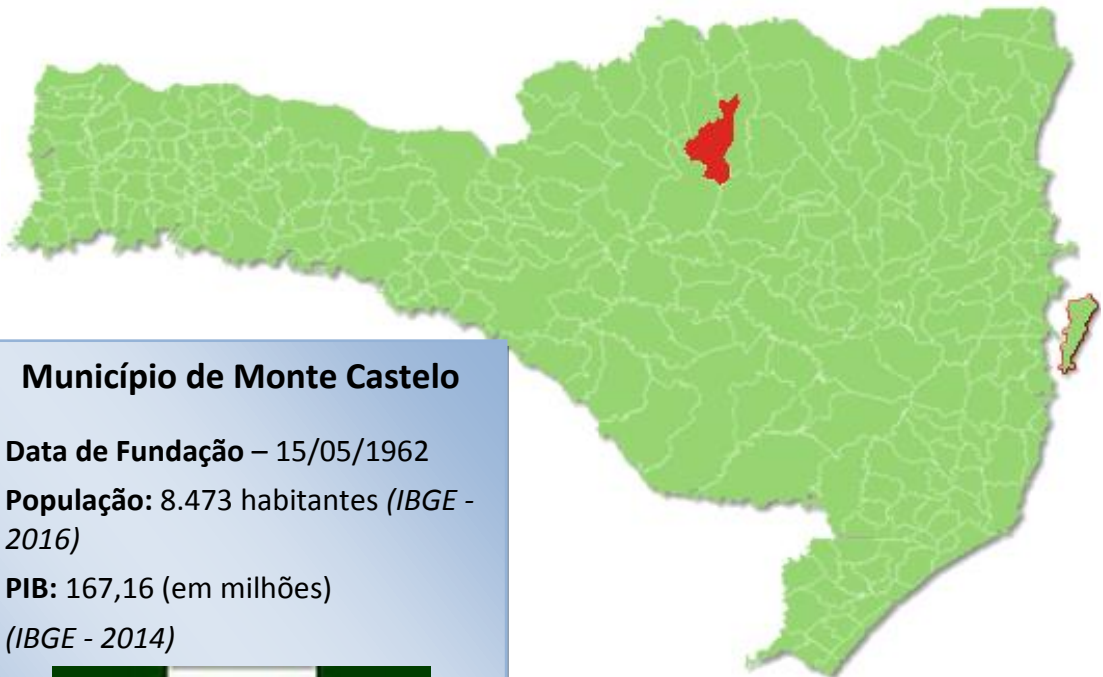 Município de Monte Castelo
Data de Fundação – 15/05/1962
População: 8.473 habitantes (IBGE -
2016)
PIB: 167,16 (em milhões)
(IBGE - 2014)